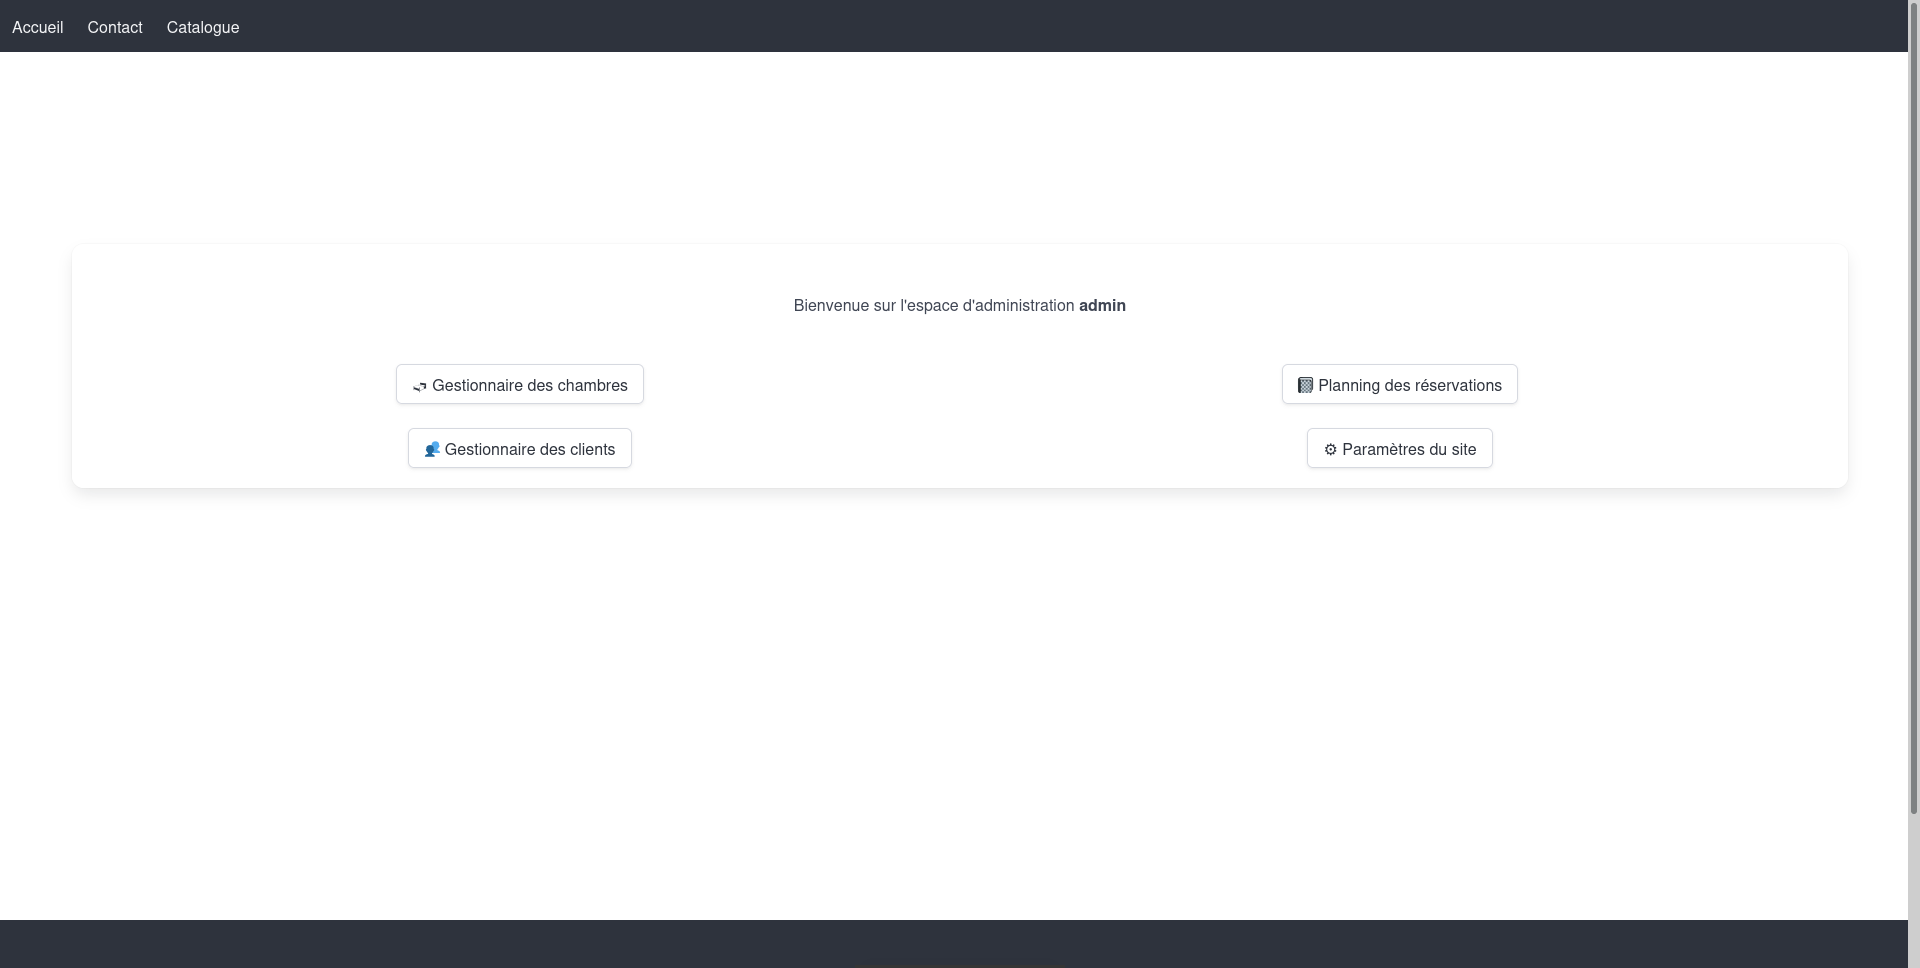 Accueil Contact Catalogue
Bienvenue sur l'espace d'administration admin
Gestionnaire des chambres
Planning des réservations
Gestionnaire des clients
Paramètres du site